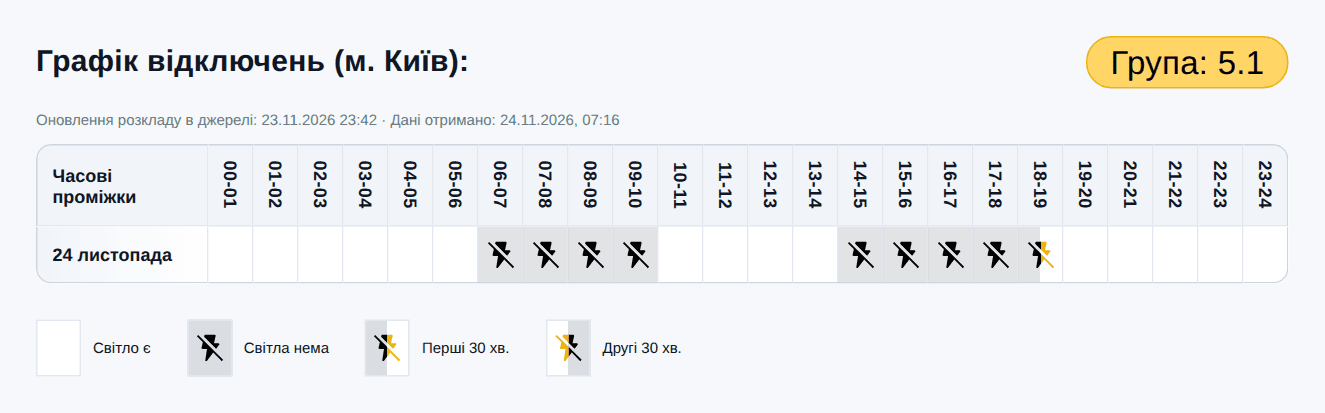 Графік відключень (м. Київ):
Група: 5.1
Оновлення розкладу в джерелі: 23.11.2026 23:42 · Дані отримано: 24.11.2026, 07:16
Часові
проміжки
00-01
01-02
02-03
03-04
04-05
05-06
06-07
07-08
08-09
09-10
10-11
11-12
12-13
13-14
14-15
15-16
16-17
17-18
18-19
19-20
20-21
21-22
22-23
23-24
24 листопада
Світло є
Світла нема
Перші 30 хв.
Другі 30 хв.